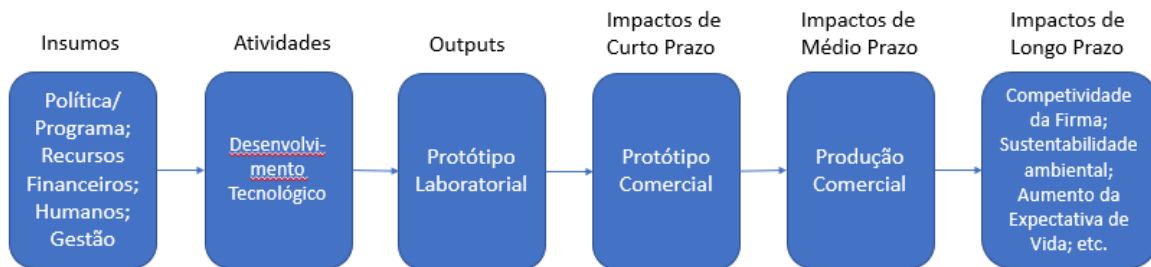 Insumos
Atividades
Outputs
Impactos de
Curto Prazo
Impactos de
Médio Prazo
Impactos de
Longo Prazo
Política/
Programa;
Recursos
Financeiros;
Humanos;
Gestão
Desenvolvi-
mento
Tecnológico
Protótipo
Laboratorial
Protótipo
Comercial
Produção
Comercial
Competividade
da Firma;
Sustentabilidade
ambiental;
Aumento da
Expectativa de
Vida; etc.